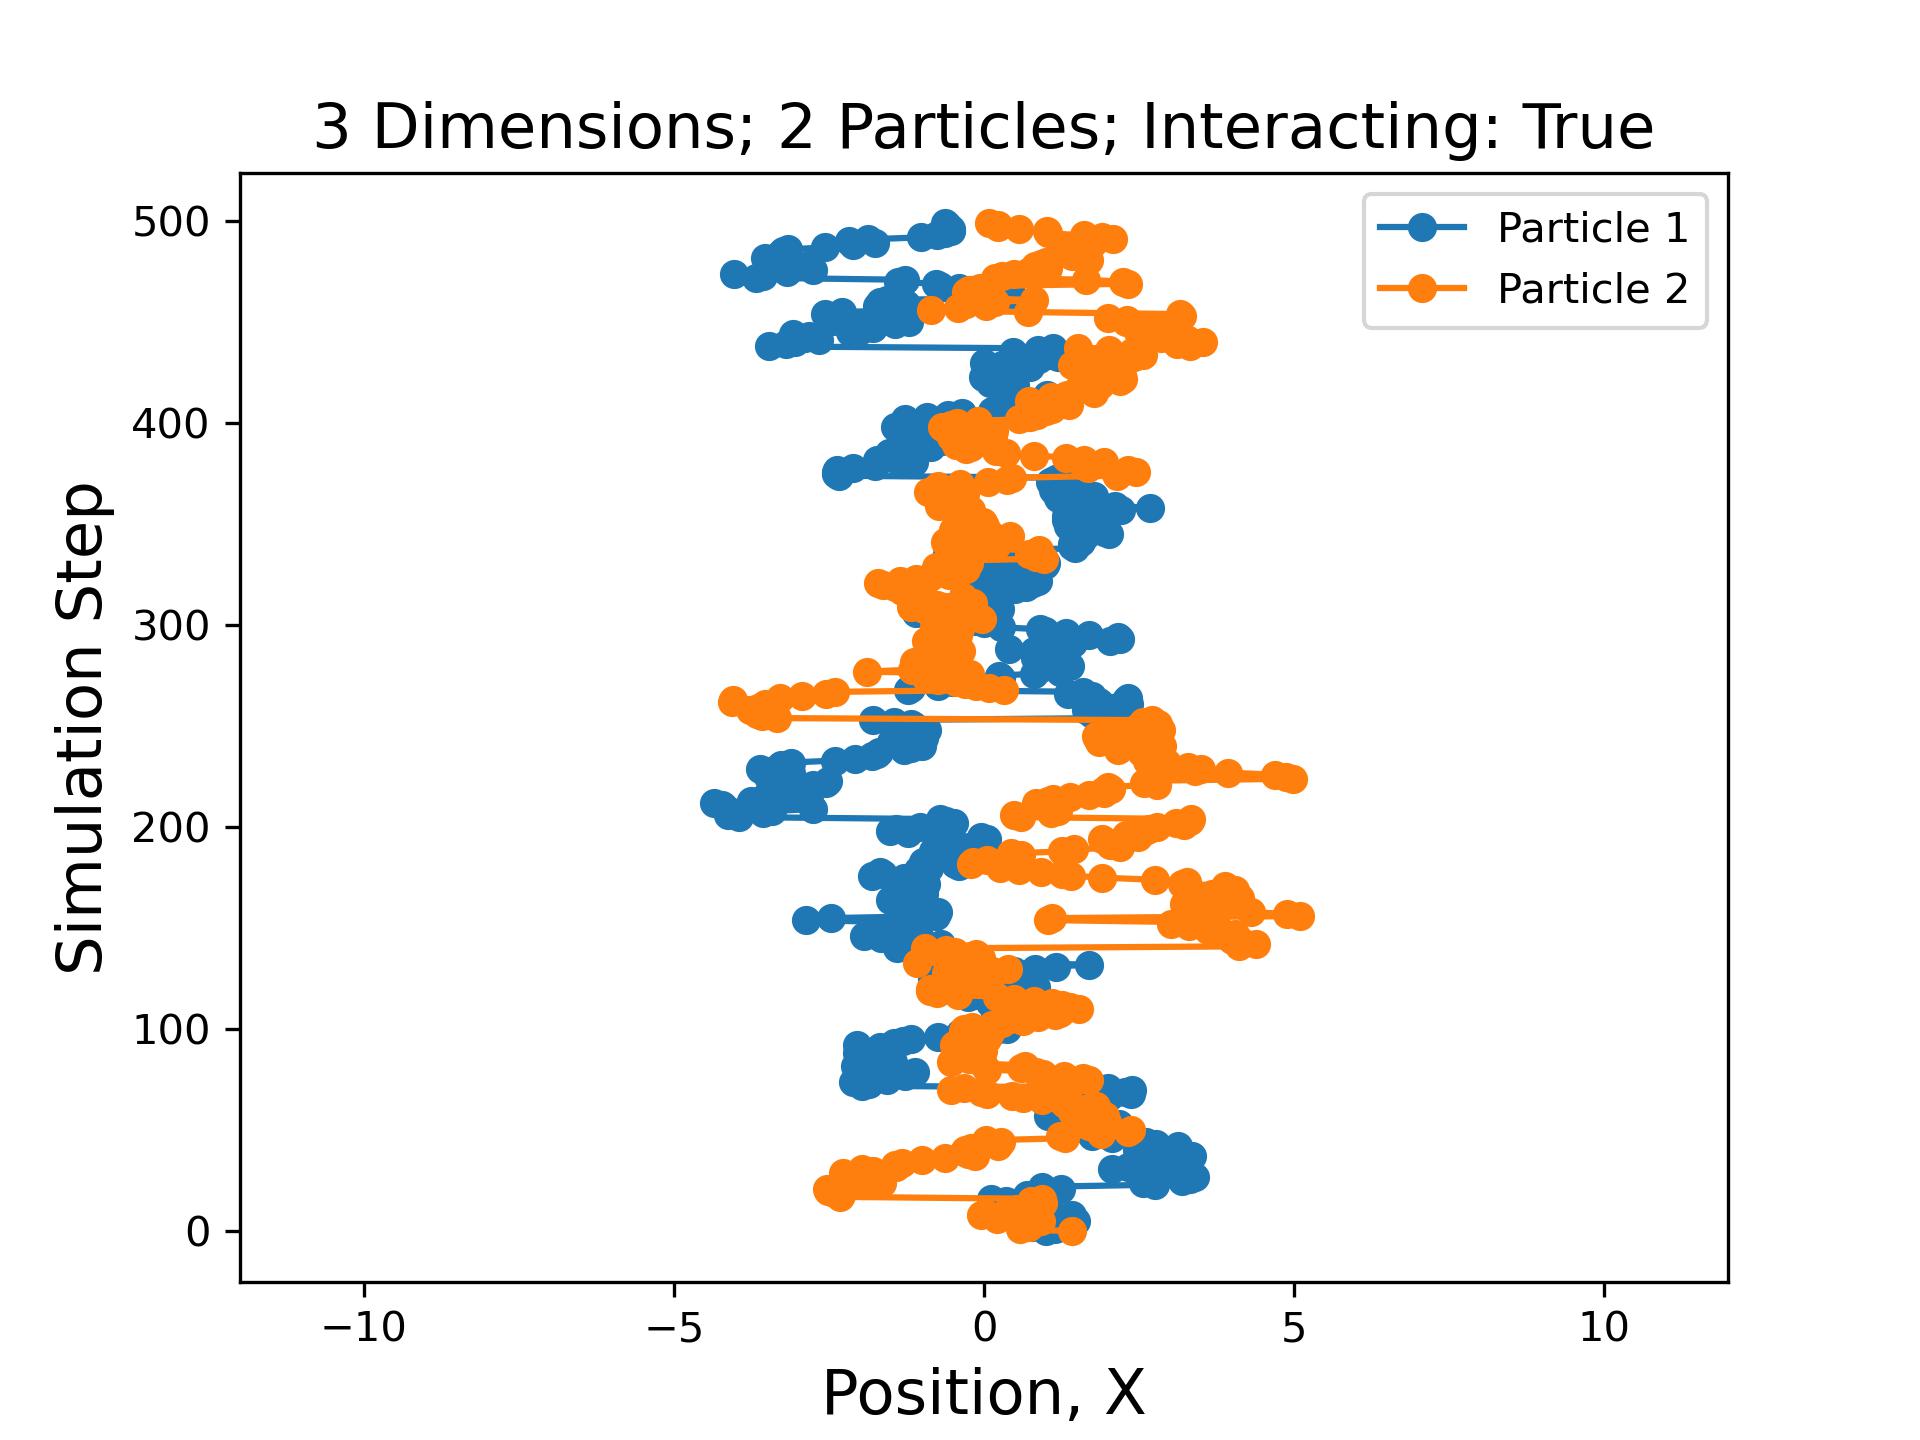 3 Dimensions; 2 Particles; Interacting: True
Particle 1
Particle 2
Simulation Step
500
400
300
200
100
0
−10
−5
0
5
10
Position, X